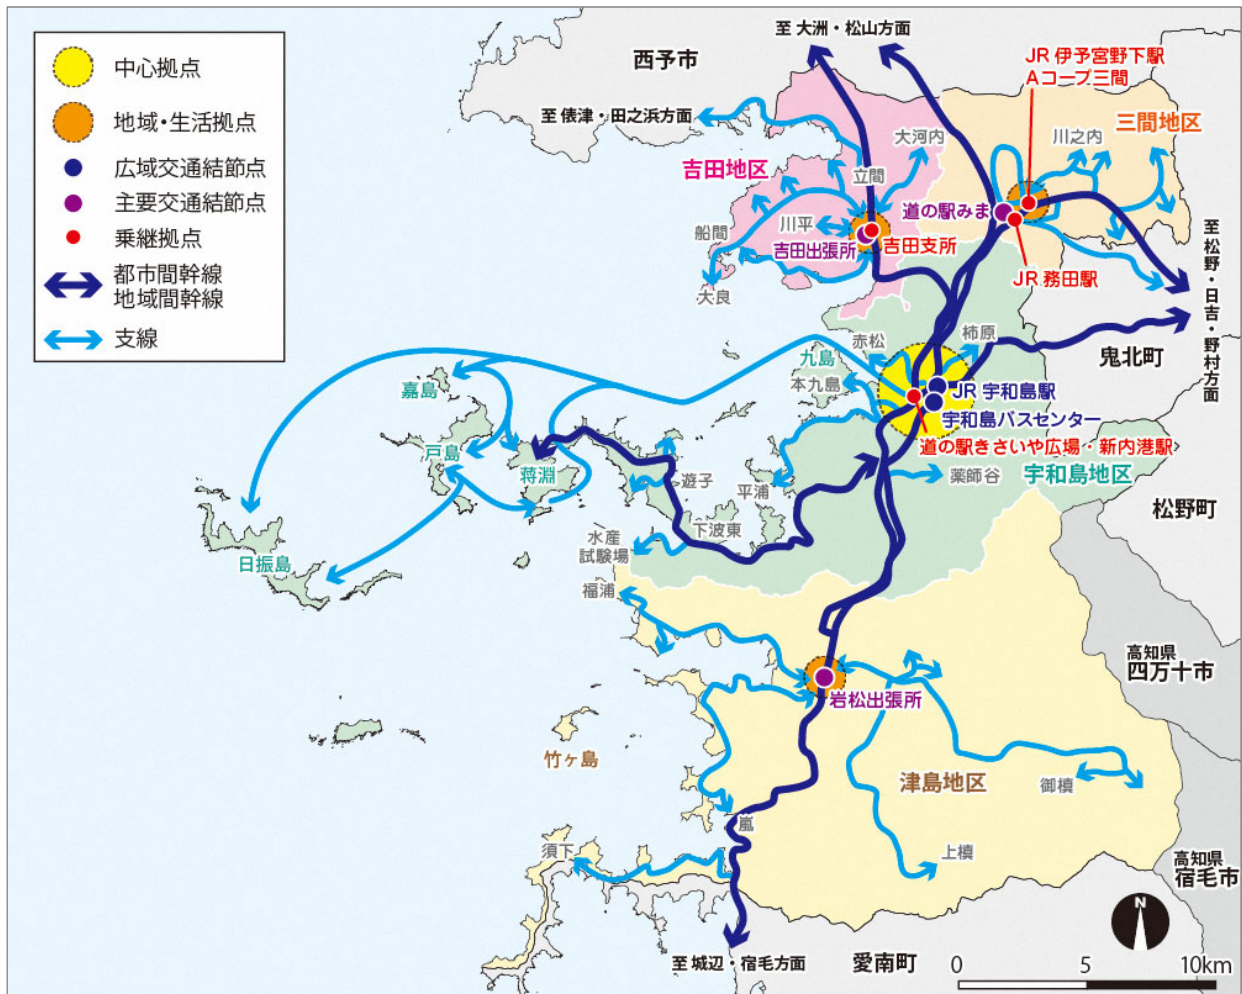 中心拠点
地域・生活拠点
広域交通結節点
主要交通結節点
乗継拠点
都市間幹線
地域間幹線
支線
至 大洲・松山方面
西予市
至 俵津・田之浜方面
JR 伊予宮野下駅
Aコープ三間
三間地区
川之内
大河内
吉田地区
立間
道の駅みま
川平
船間
吉田出張所
吉田支所
大良
JR 務田駅
至 松野・日吉・野村方面
鬼北町
赤松
柿原
九島
本九島
JR 宇和島駅
宇和島バスセンター
道の駅きさいや広場・新内港駅
嘉島
戸島
蒋淵
遊子
平浦
薬師谷
宇和島地区
松野町
下波東
水産
試験場
日振島
福浦
岩松出張所
高知県
四万十市
竹ヶ島
津島地区
御槙
嵐
須下
上槙
高知県
宿毛市
至 城辺・宿毛方面
愛南町
N
0
5
10km